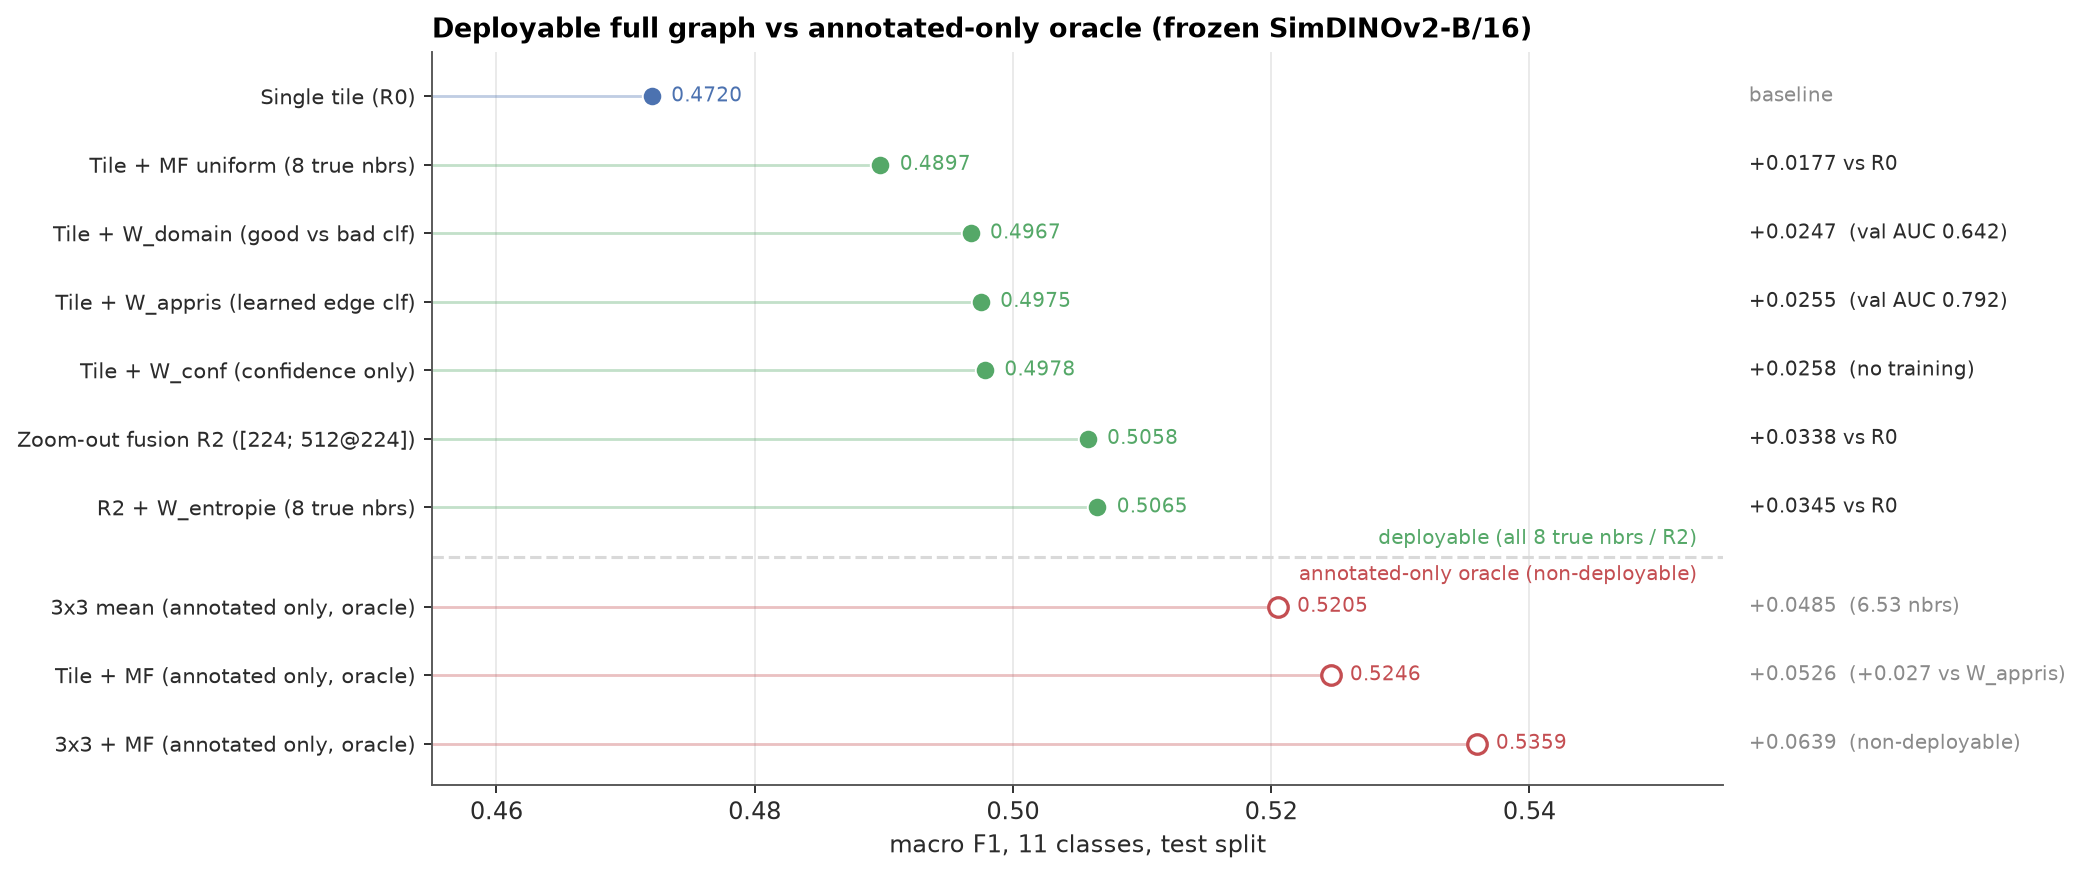 Deployable full graph vs annotated-only oracle (frozen SimDINOv2-B/16)
Single tile (R0) 0.4720 baseline
Tile + MF uniform (8 true nbrs) 0.4897 +0.0177 vs R0
Tile + W_domain (good vs bad clf) 0.4967 +0.0247 (val AUC 0.642)
Tile + W_appris (learned edge clf) 0.4975 +0.0255 (val AUC 0.792)
Tile + W_conf (confidence only) 0.4978 +0.0258 (no training)
Zoom-out fusion R2 ([224; 512@224]) 0.5058 +0.0338 vs R0
R2 + W_entropie (8 true nbrs) 0.5065 +0.0345 vs R0
deployable (all 8 true nbrs / R2)
annotated-only oracle (non-deployable)
3x3 mean (annotated only, oracle) 0.5205 +0.0485 (6.53 nbrs)
Tile + MF (annotated only, oracle) 0.5246 +0.0526 (+0.027 vs W_appris)
3x3 + MF (annotated only, oracle) 0.5359 +0.0639 (non-deployable)
0.46 0.48 0.50 0.52 0.54
macro F1, 11 classes, test split